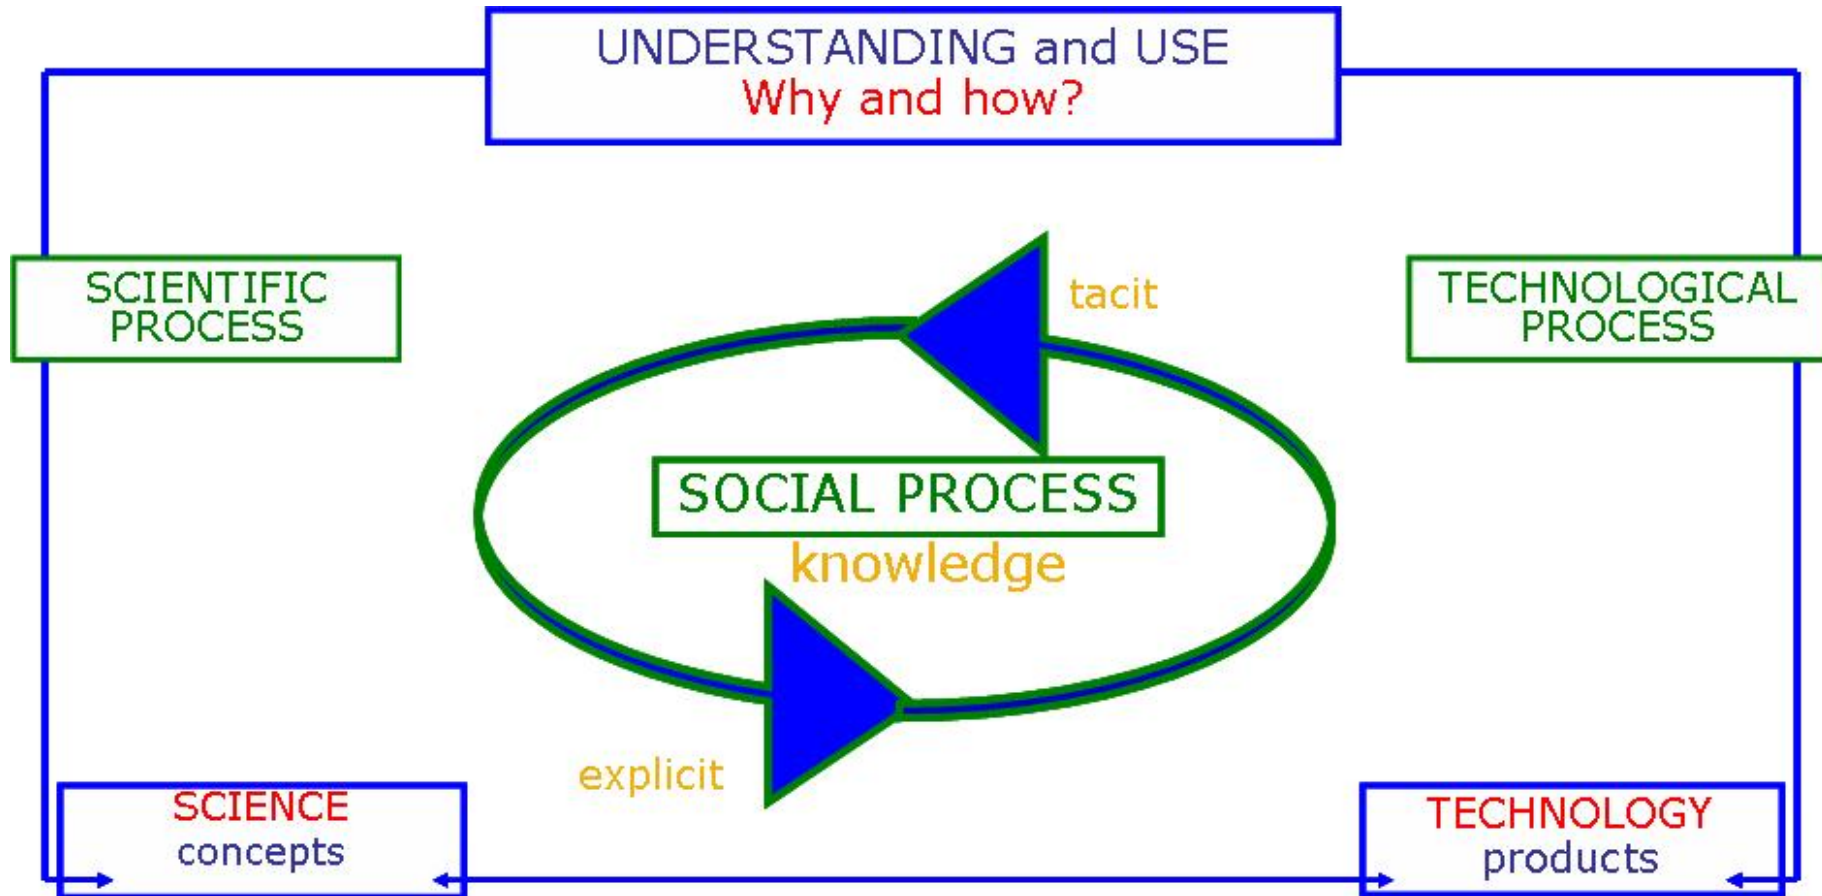 UNDERSTANDING and USE
Why and how?
SCIENTIFIC
PROCESS
tacit
TECHNOLOGICAL
PROCESS
SOCIAL PROCESS
knowledge
explicit
SCIENCE
concepts
TECHNOLOGY
products